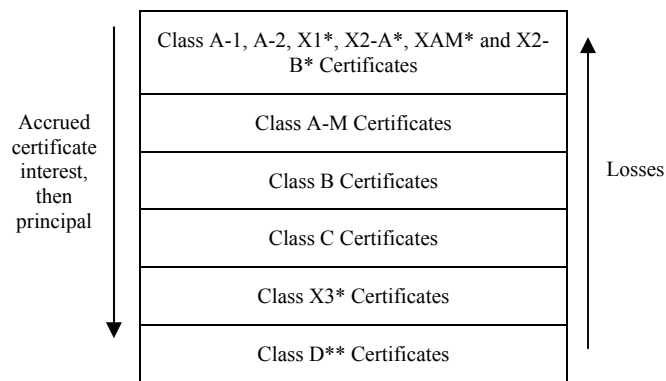 Class A-1, A-2, X1*, X2-A*, XAM* and X2-
B* Certificates
Accrued
certificate
interest,
then
principal
Class A-M Certificates
Class B Certificates
Losses
Class C Certificates
Class X3* Certificates
Class D** Certificates